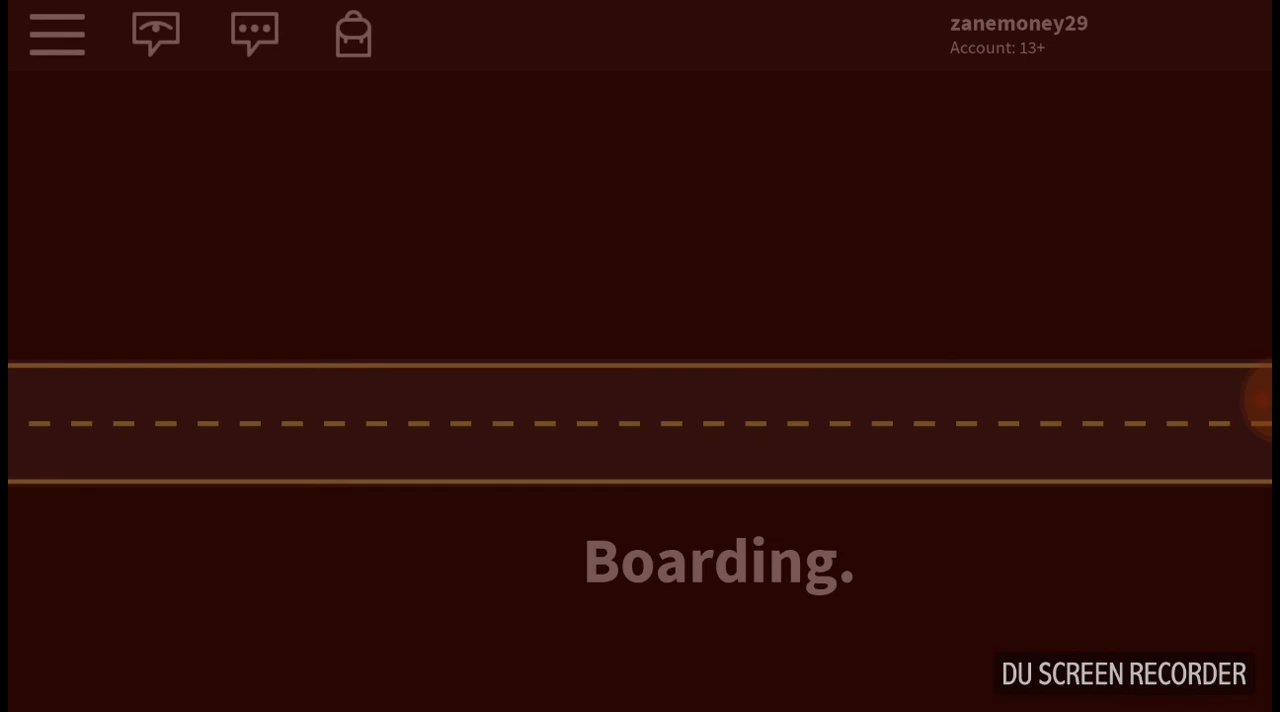 zanemoney29
Account: 13+
Boarding.
DU SCREEN RECORDER